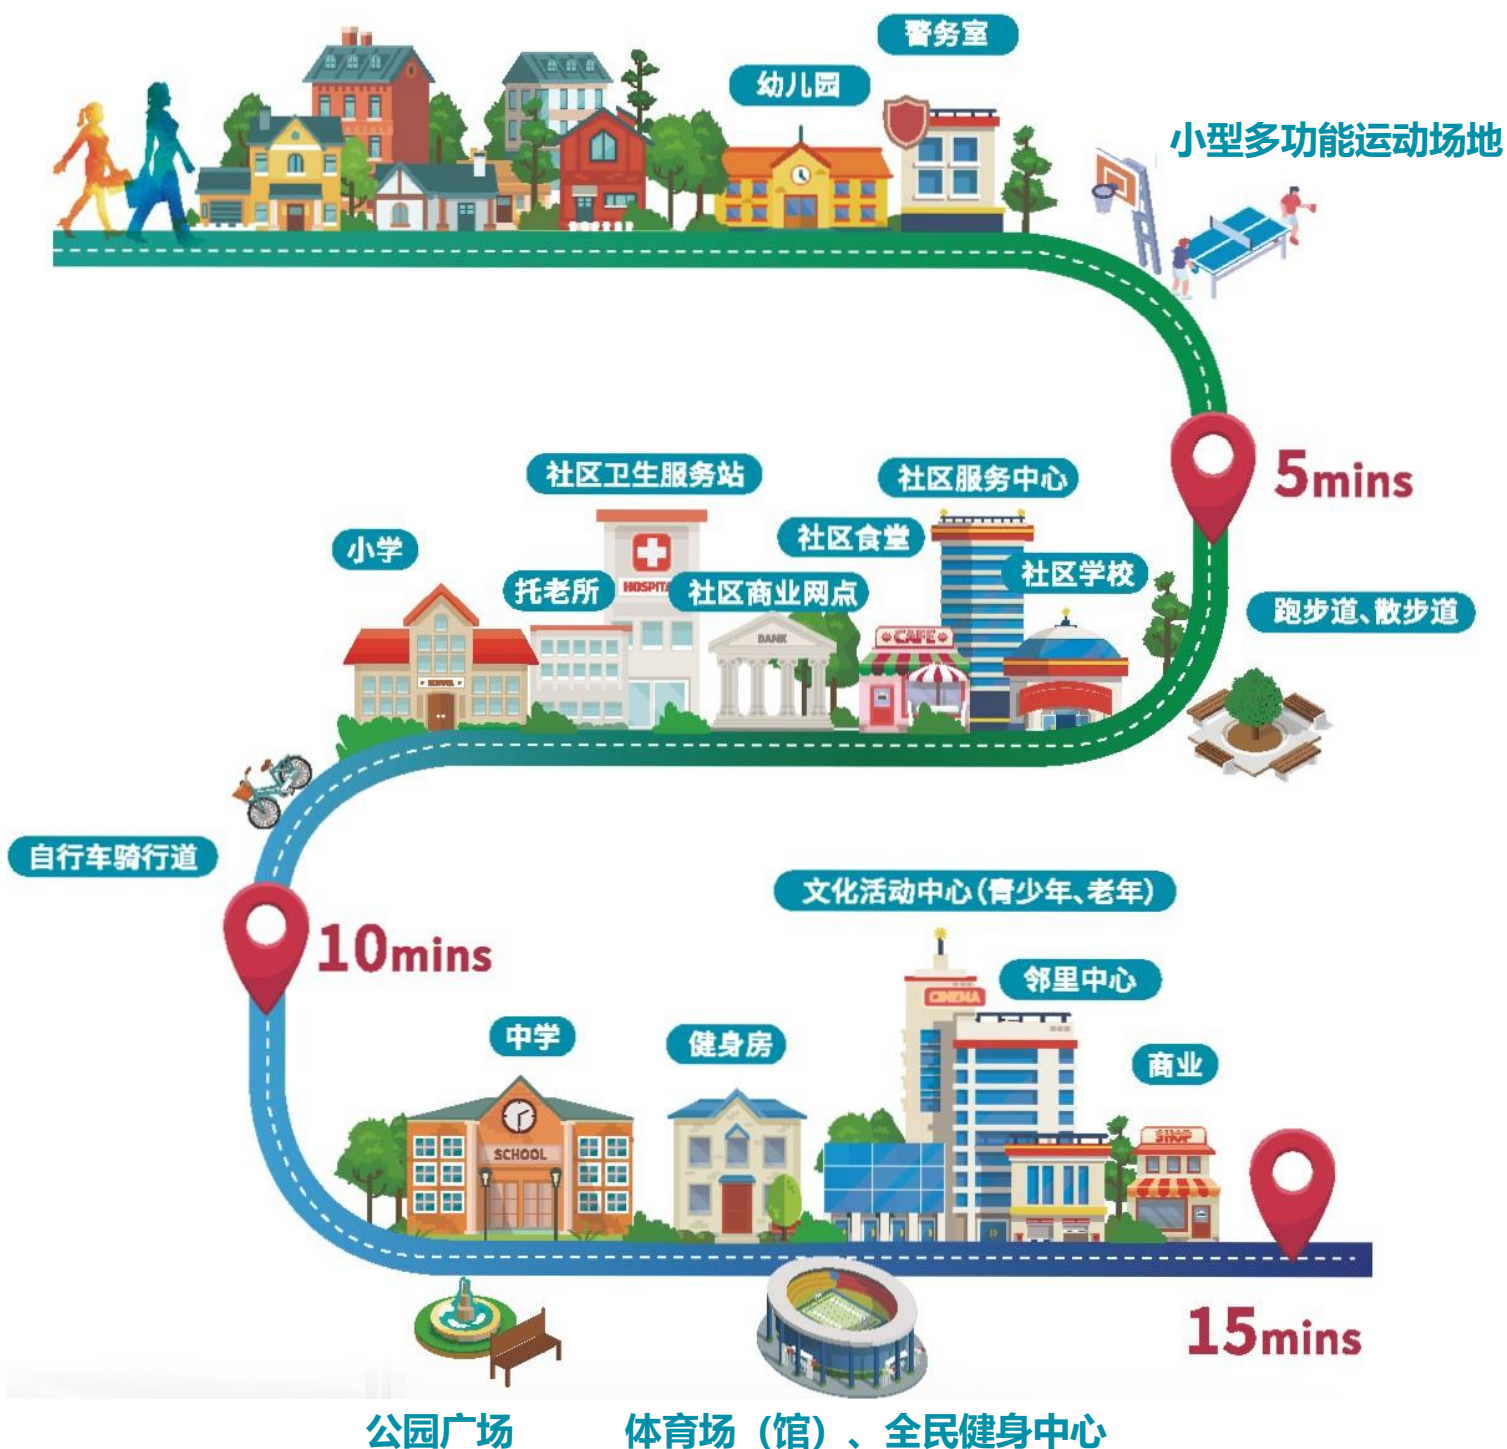 警务室
幼儿园
小型多功能运动场地
5mins
社区卫生服务站
社区服务中心
小学
社区食堂
托老所
HOSPITA
社区商业网点
社区学校
跑步道、散步道
BANK
CAFE
SCHOOL
自行车骑行道
10mins
文化活动中心(青少年、老年)
邻里中心
CINEMA
中学
健身房
商业
SCHOOL
SHOP
15mins
公园广场
体育场（馆）、全民健身中心